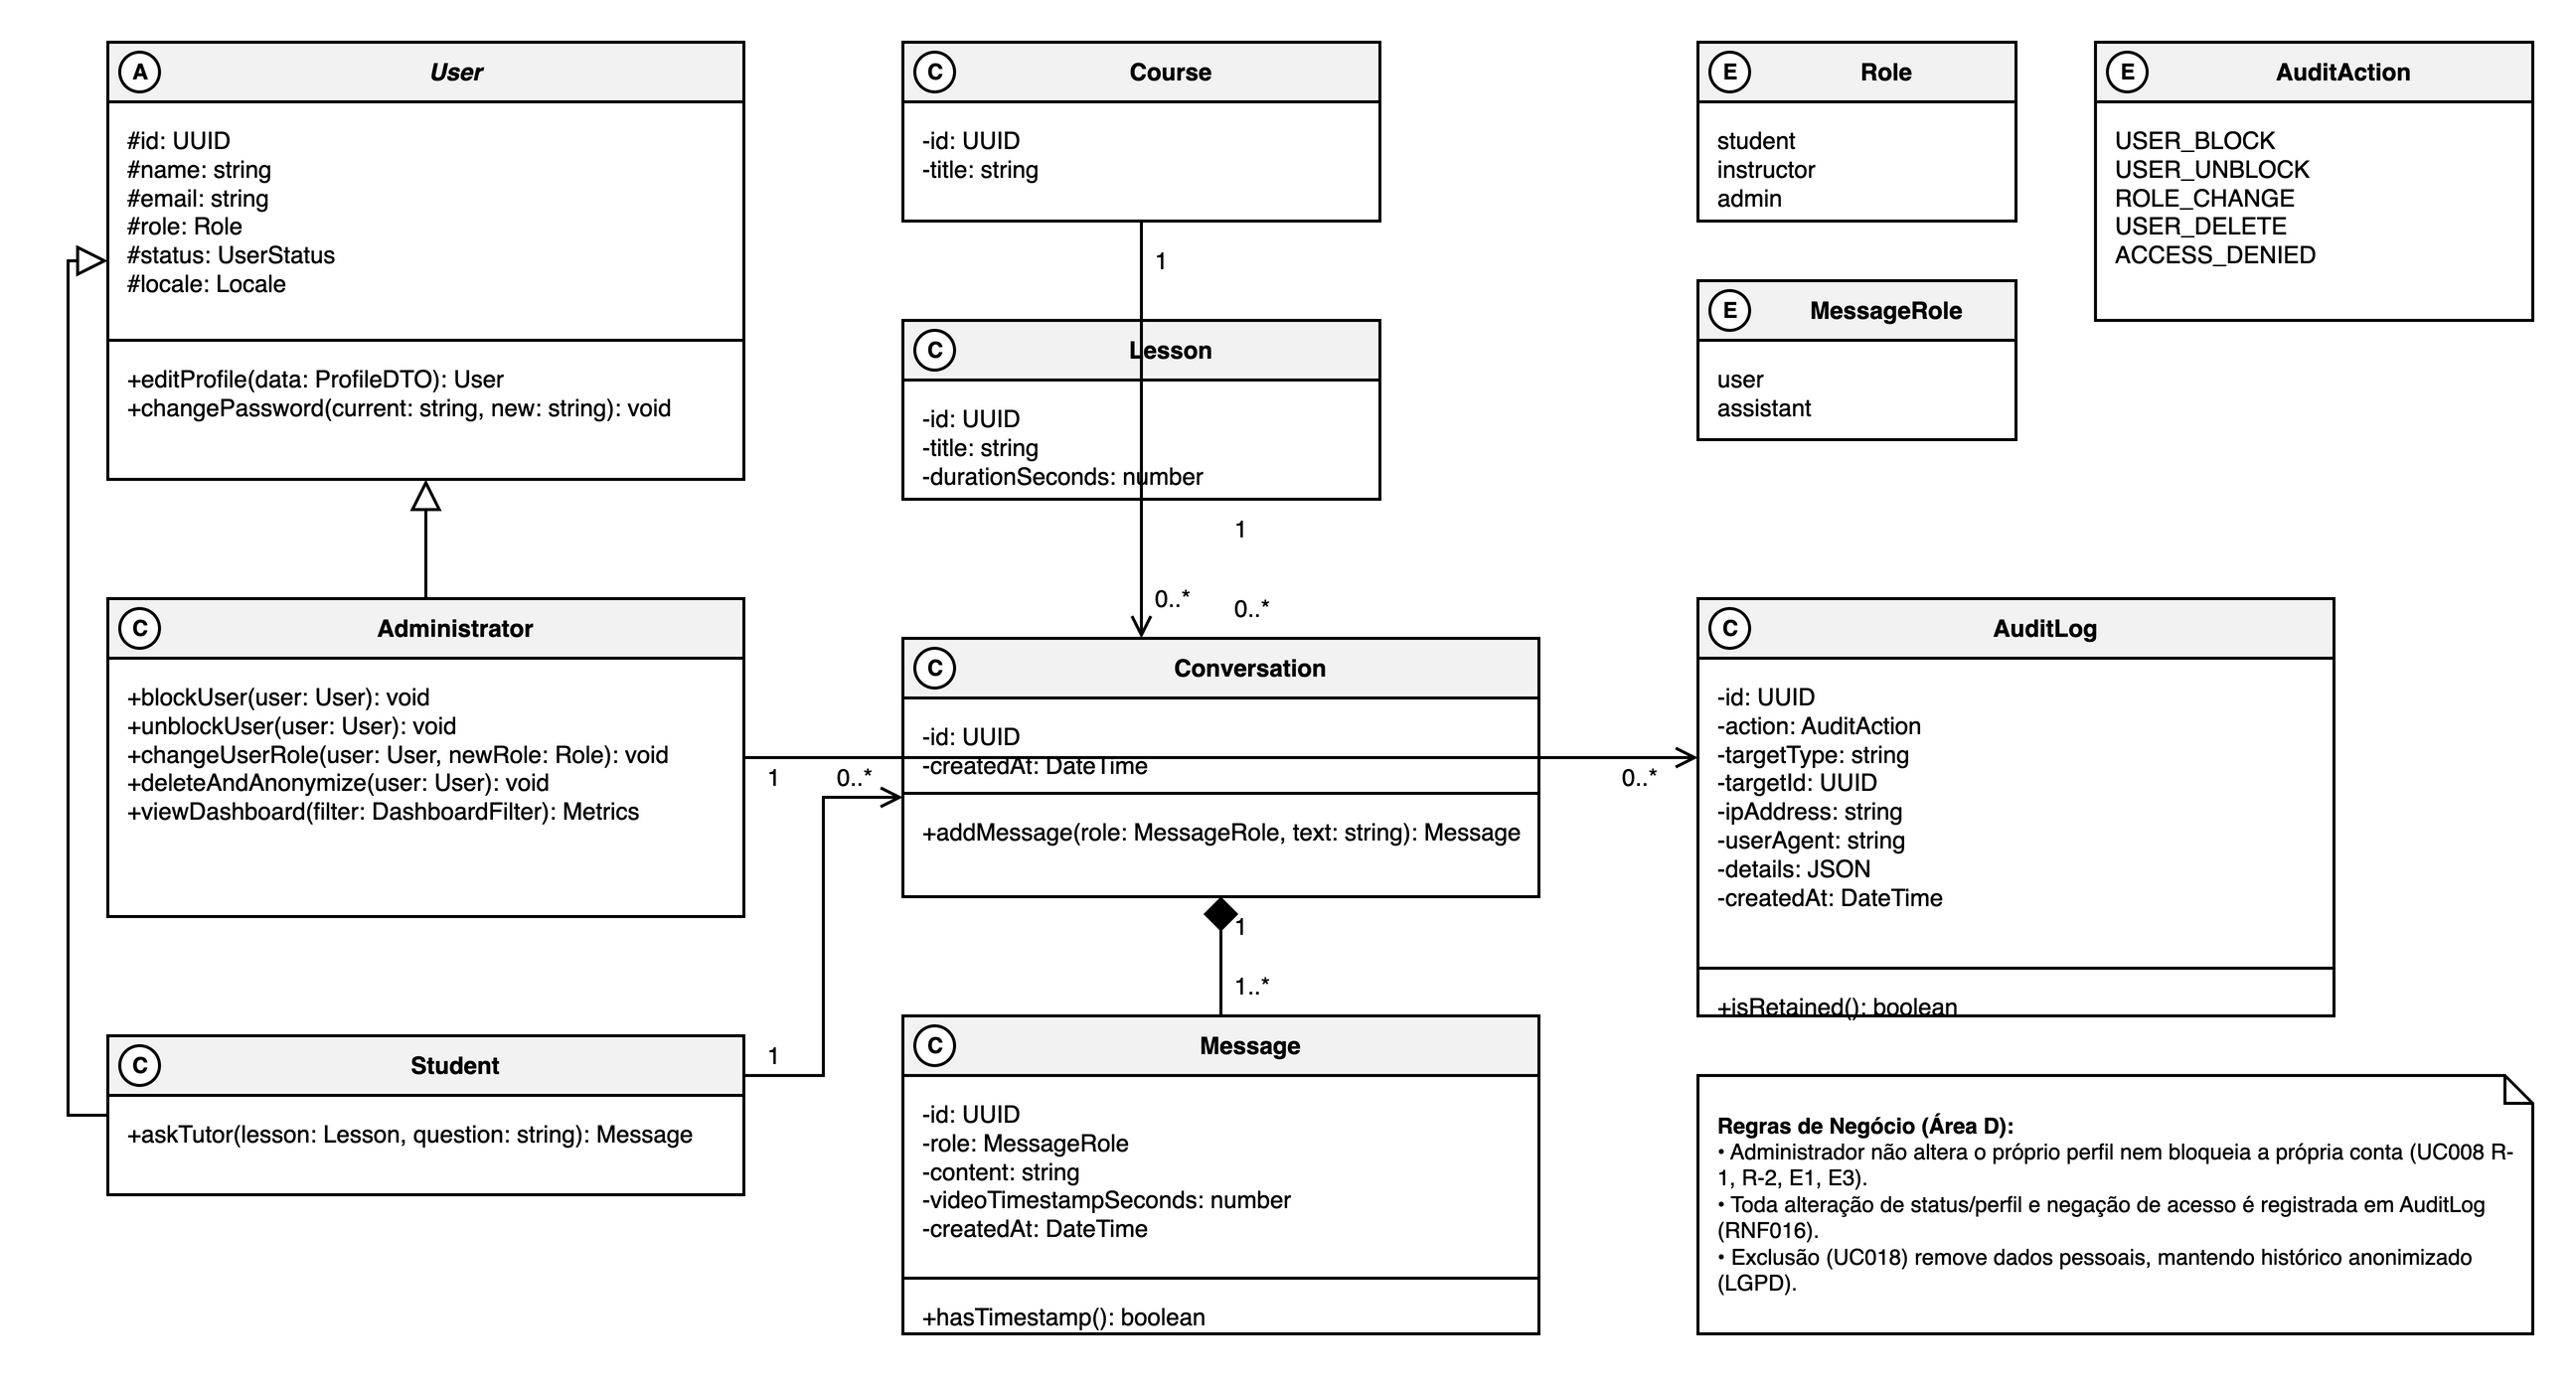 A
User
#id: UUID
#name: string
#email: string
#role: Role
#status: UserStatus
#locale: Locale
+editProfile(data: ProfileDTO): User
+changePassword(current: string, new: string): void
C
Course
-id: UUID
-title: string
1
E
Role
student
instructor
admin
E
AuditAction
USER_BLOCK
USER_UNBLOCK
ROLE_CHANGE
USER_DELETE
ACCESS_DENIED
C
Lesson
-id: UUID
-title: string
-durationSeconds: number
1
0..*
0..*
E
MessageRole
user
assistant
C
Administrator
+blockUser(user: User): void
+unblockUser(user: User): void
+changeUserRole(user: User, newRole: Role): void
+deleteAndAnonymize(user: User): void
+viewDashboard(filter: DashboardFilter): Metrics
1
0..*
C
Conversation
-id: UUID
-createdAt: DateTime
+addMessage(role: MessageRole, text: string): Message
0..*
1
1..*
C
AuditLog
-id: UUID
-action: AuditAction
-targetType: string
-targetId: UUID
-ipAddress: string
-userAgent: string
-details: JSON
-createdAt: DateTime
+isRetained(): boolean
C
Student
+askTutor(lesson: Lesson, question: string): Message
1
C
Message
-id: UUID
-role: MessageRole
-content: string
-videoTimestampSeconds: number
-createdAt: DateTime
+hasTimestamp(): boolean
Regras de Negócio (Área D):
• Administrador não altera o próprio perfil nem bloqueia a própria conta (UC008 R-
1, R-2, E1, E3).
• Toda alteração de status/perfil e negação de acesso é registrada em AuditLog
(RNF016).
• Exclusão (UC018) remove dados pessoais, mantendo histórico anonimizado
(LGPD).